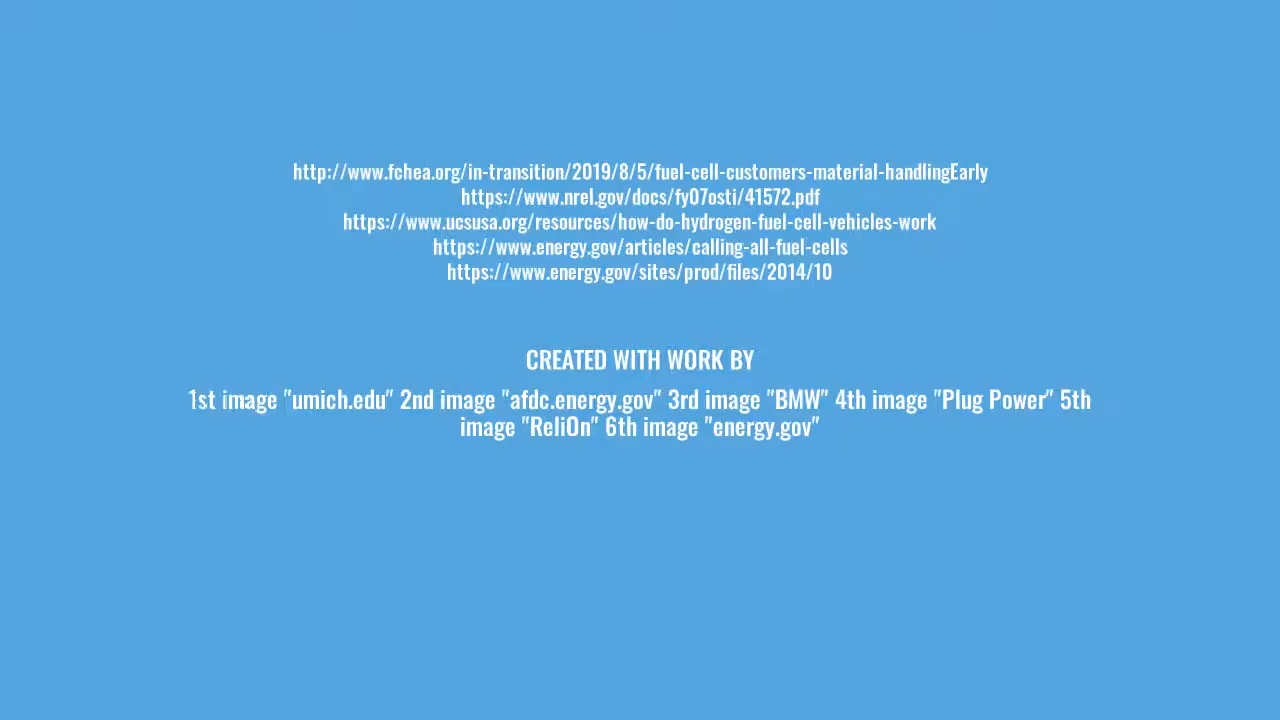 http://www.fchea.org/in-transition/2019/8/5/fuel-cell-customers-material-handlingEarly
https://www.nrel.gov/docs/fy07osti/41572.pdf
https://www.ucsusa.org/resources/how-do-hydrogen-fuel-cell-vehicles-work
https://www.energy.gov/articles/calling-all-fuel-cells
https://www.energy.gov/sites/prod/files/2014/10
CREATED WITH WORK BY
1st image "umich.edu" 2nd image "afdc.energy.gov" 3rd image "BMW" 4th image "Plug Power" 5th
image "ReliOn" 6th image "energy.gov"